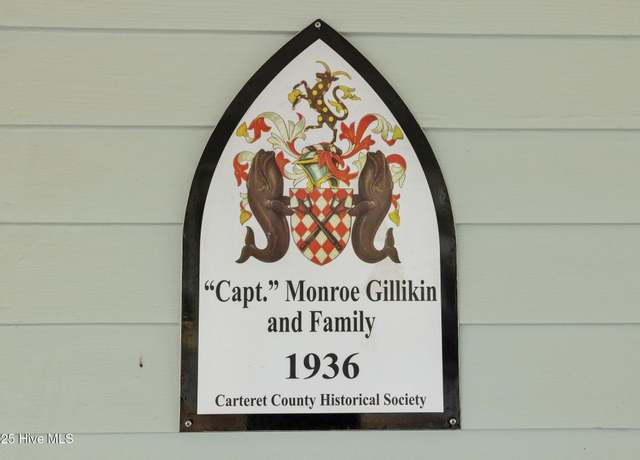 “Capt.” Monroe Gillikin
and Family
1936
Carteret County Historical Society
25 Hive MLS